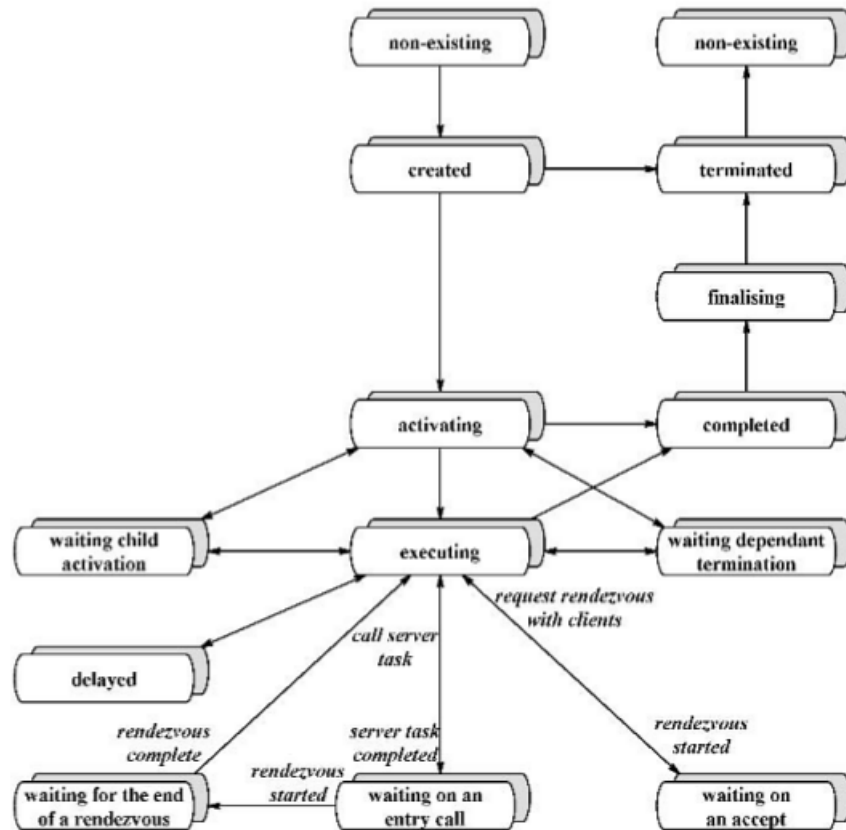 non-existing
non-existing
created
terminated
finalising
activating
completed
waiting child
activation
executing
waiting dependant
termination
request rendezvous
with clients
call server
task
delayed
rendezvous
complete
server task
completed
rendezvous
started
rendezvous
started
waiting for the end
of a rendezvous
waiting on an
entry call
waiting on
an accept